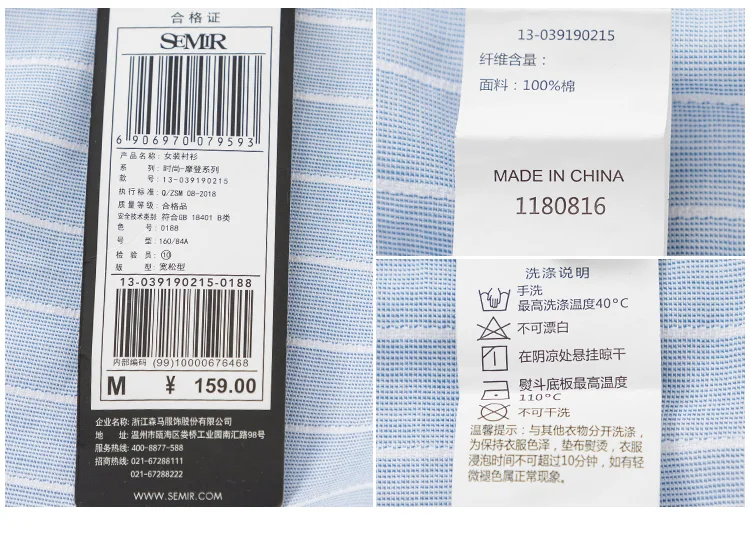 合格证
SEMIR
6 906970 079593
产品名称: 女装衬衫
系 列: 时尚-摩登系列
款 号: 13-039190215
执行标准: Q/ZSM 08-2018
质量等级: 合格品
安全技术类别 符合GB 18401 B类
色 号: 0188
号 型: 160/84A
检 验 员: ⑩
版 型: 宽松型
13-039190215-0188
内部编码 (99)10000676468
M ¥ 159.00
企业名称: 浙江森马服饰股份有限公司
地 址: 温州市瓯海区娄桥工业园南汇路98号
服务热线: 400-8877-588
招商热线: 021-67288111
021-67288222
WWW.SEMIR.COM
13-039190215
纤维含量：
面料：100%棉
MADE IN CHINA
1180816
洗涤说明
手洗
最高洗涤温度40°C
不可漂白
在阴凉处悬挂晾干
熨斗底板最高温度
110°C
不可干洗
温馨提示：与其他衣物分开洗涤,
为保持衣服色泽，垫布熨烫，衣服
浸泡时间不可超过10分钟，如有轻
微褪色属正常现象。